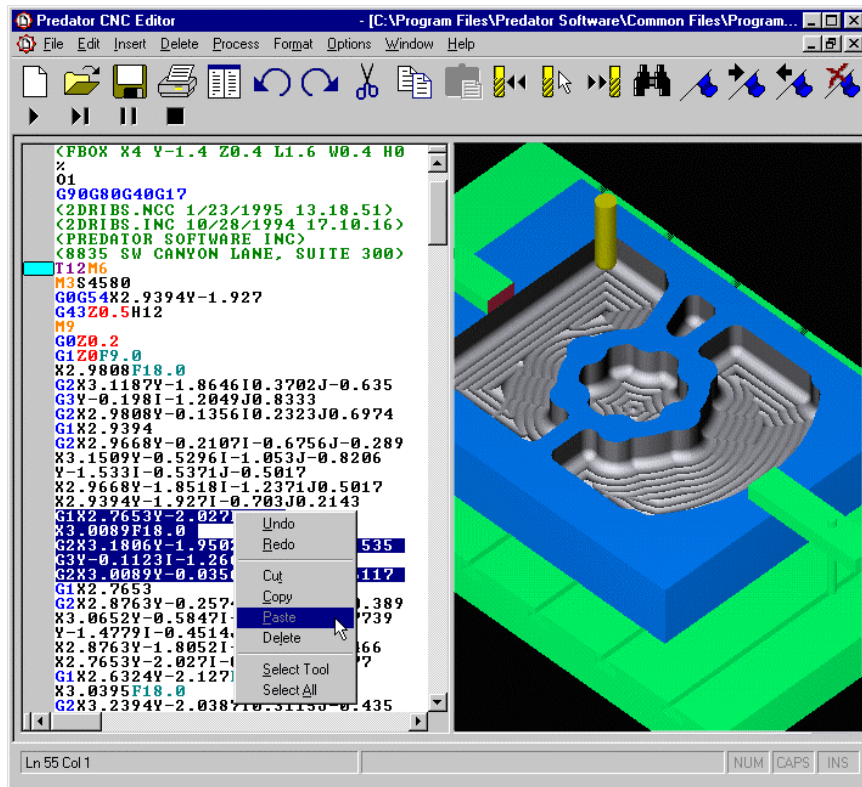 Predator CNC Editor - [C:\Program Files\Predator Software\Common Files\Program...
File Edit Insert Delete Process Format Options Window Help
(FBOX X4 Y-1.4 Z0.4 L1.6 W0.4 H0
%
O1
G90G80G40G17
(2DRIBS.NCC 1/23/1995 13.18.51)
(2DRIBS.INC 10/28/1994 17.10.16)
(PREDATOR SOFTWARE INC)
(8835 SW CANYON LANE, SUITE 300)
T12M6
M3S4580
G0G54X2.9394Y-1.927
G43Z0.5H12
M9
G0Z0.2
G1Z0F9.0
X2.9808F18.0
G2X3.1187Y-1.8646I0.3702J-0.635
G3Y-0.198I-1.2049J0.8333
G2X2.9808Y-0.1356I0.2323J0.6974
G1X2.9394
G2X2.9668Y-0.2107I-0.6756J-0.289
X3.1509Y-0.5296I-1.053J-0.8206
Y-1.533I-0.5371J-0.5017
X2.9668Y-1.8518I-1.2371J0.5017
X2.9394Y-1.927I-0.703J0.2143
G1X2.7653Y-2.027
X3.0089F18.0
G2X3.1806Y-1.950 535
G3Y-0.1123I-1.26
G2X3.0089Y-0.035 117
G1X2.7653
G2X2.8763Y-0.257 .389
X3.0652Y-0.5847I- 739
Y-1.4779I-0.4514
X2.8763Y-1.8052I- 66
X2.7653Y-2.027I- 7
G1X2.6324Y-2.127
X3.0395F18.0
G2X3.2394Y-2.0387I0.3115J-0.435
Undo
Redo
Cut
Copy
Paste
Delete
Select Tool
Select All
Ln 55 Col 1
NUM CAPS INS